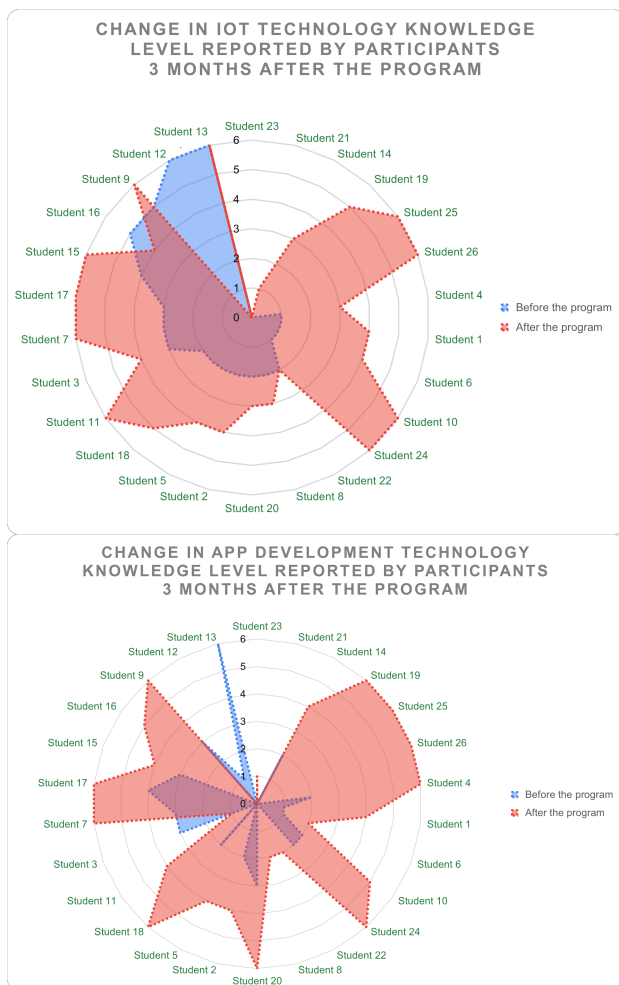 CHANGE IN IOT TECHNOLOGY KNOWLEDGE
LEVEL REPORTED BY PARTICIPANTS
3 MONTHS AFTER THE PROGRAM
Student 23
Student 13
Student 21
Student 12
Student 14
Student 9
Student 19
Student 16
Student 25
Student 15
Student 26
Student 17
Student 4
Student 7
Student 1
Student 3
Student 6
Student 11
Student 10
Student 18
Student 24
Student 5
Student 22
Student 2
Student 8
Student 20
6
5
4
3
2
1
0
Before the program
After the program
CHANGE IN APP DEVELOPMENT TECHNOLOGY
KNOWLEDGE LEVEL REPORTED BY PARTICIPANTS
3 MONTHS AFTER THE PROGRAM
Student 23
Student 13
Student 21
Student 12
Student 14
Student 9
Student 19
Student 16
Student 25
Student 15
Student 26
Student 17
Student 4
Student 7
Student 1
Student 3
Student 6
Student 11
Student 10
Student 18
Student 24
Student 5
Student 22
Student 2
Student 8
Student 20
6
5
4
3
2
1
0
Before the program
After the program